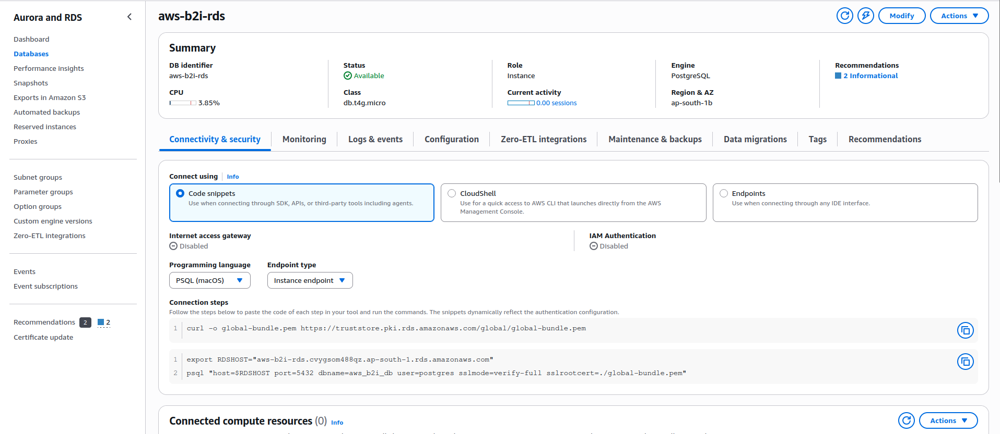 Aurora and RDS
Dashboard
Databases
Performance insights
Snapshots
Exports in Amazon S3
Automated backups
Reserved instances
Proxies
Subnet groups
Parameter groups
Option groups
Custom engine versions
Zero-ETL integrations
Events
Event subscriptions
Recommendations 2 2
Certificate update
aws-b2i-rds
Modify
Actions
Summary
DB identifier
aws-b2i-rds
Status
Available
Role
Instance
Engine
PostgreSQL
Recommendations
2 Informational
CPU
3.85%
Class
db.t4g.micro
Current activity
0.00 sessions
Region & AZ
ap-south-1b
Connectivity & security
Monitoring
Logs & events
Configuration
Zero-ETL integrations
Maintenance & backups
Data migrations
Tags
Recommendations
Connect using Info
Code snippets
Use when connecting through SDK, APIs, or third-party tools including agents.
CloudShell
Use for a quick access to AWS CLI that launches directly from the AWS
Management Console.
Endpoints
Use when connecting through any IDE interface.
Internet access gateway
Disabled
IAM Authentication
Disabled
Programming language
PSQL (macOS)
Endpoint type
Instance endpoint
Connection steps
Follow the steps below to paste the code of each step in your tool and run the commands. The snippets dynamically reflect the authentication configuration.
1 curl -o global-bundle.pem https://truststore.pki.rds.amazonaws.com/global/global-bundle.pem
1 export RDSHOST="aws-b2i-rds.cvygsom488qz.ap-south-1.rds.amazonaws.com"
2 psql "host=$RDSHOST port=5432 dbname=aws_b2i_db user=postgres sslmode=verify-full sslrootcert=./global-bundle.pem"
Connected compute resources (0) Info
Actions